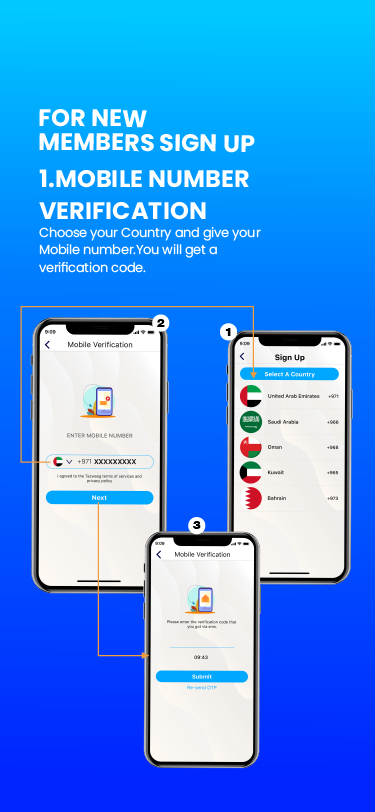 FOR NEW
MEMBERS SIGN UP
1.MOBILE NUMBER
VERIFICATION
Choose your Country and give your
Mobile number.You will get a
verification code.
2
9:09
Mobile Verification
ENTER MOBILE NUMBER
+971 XXXXXXXXX
I agreed to the Tezweeg terms of services and
privacy policy
Next
1
9:09
Sign Up
Select A Country
United Arab Emirates +971
Saudi Arabia +966
Oman +968
Kuwait +965
Bahrain +973
3
9:09
Mobile Verification
Please enter the verification code that
you got via sms.
09:43
Submit
Re-send OTP